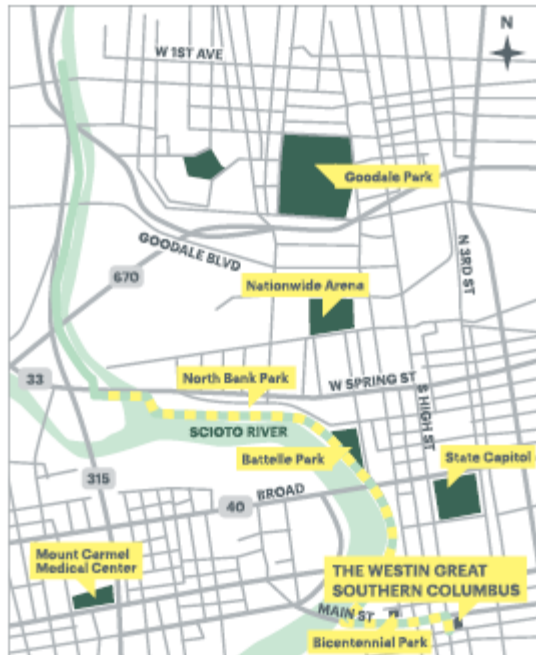 N
W 1ST AVE
Goodale Park
GOODALE BLVD
N 3RD ST
670
Nationwide Arena
33
North Bank Park
W SPRING ST
S HIGH ST
SCIOTO RIVER
Battelle Park
State Capitol
315
40
BROAD
Mount Carmel
Medical Center
THE WESTIN GREAT
SOUTHERN COLUMBUS
MAIN ST
Bicentennial Park